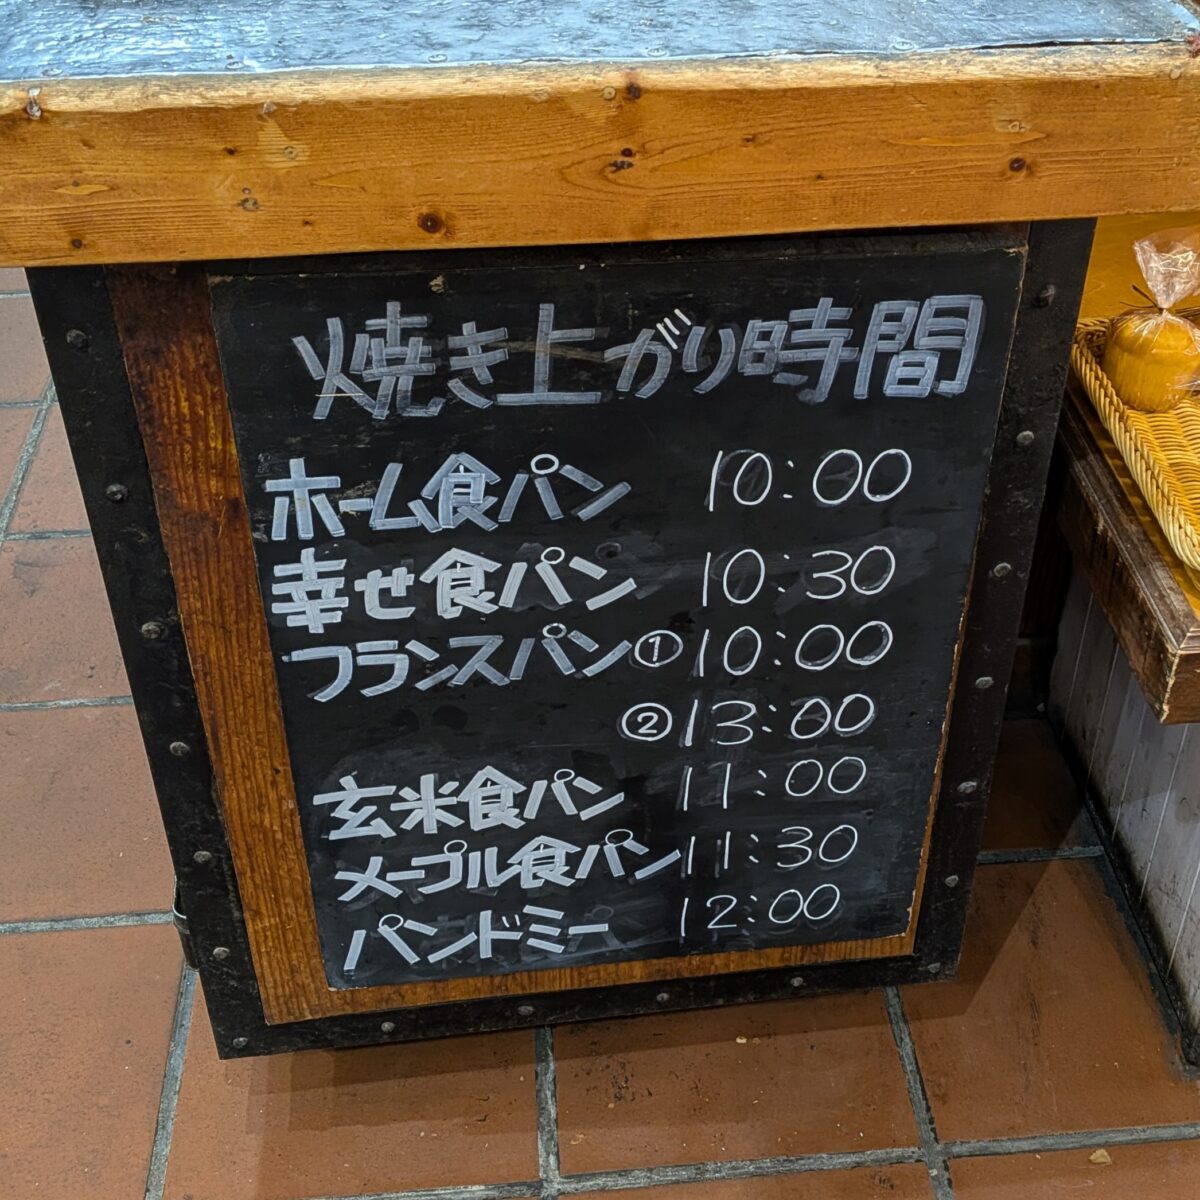 焼き上がり時間
ホーム食パン 10:00
幸せ食パン 10:30
フランスパン① 10:00
② 13:00
玄米食パン 11:00
メープル食パン 11:30
パンドミー 12:00